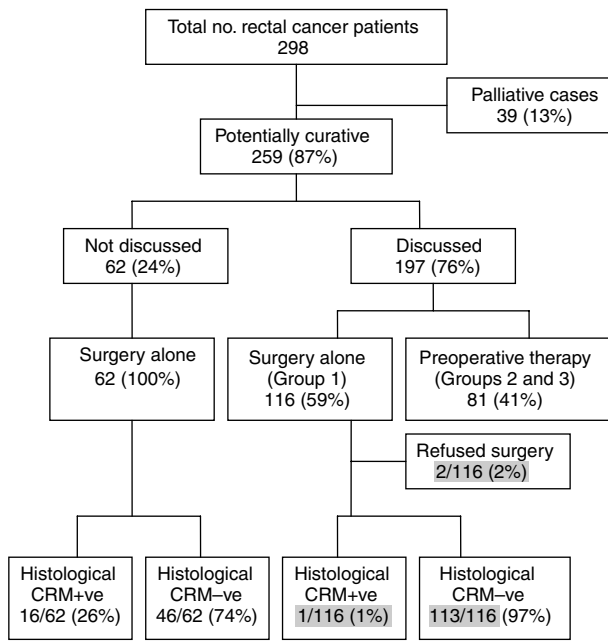 Total no. rectal cancer patients
298
Palliative cases
39 (13%)
Potentially curative
259 (87%)
Not discussed
62 (24%)
Discussed
197 (76%)
Surgery alone
62 (100%)
Surgery alone
(Group 1)
116 (59%)
Preoperative therapy
(Groups 2 and 3)
81 (41%)
Refused surgery
2/116 (2%)
Histological
CRM+ve
16/62 (26%)
Histological
CRM–ve
46/62 (74%)
Histological
CRM+ve
1/116 (1%)
Histological
CRM–ve
113/116 (97%)